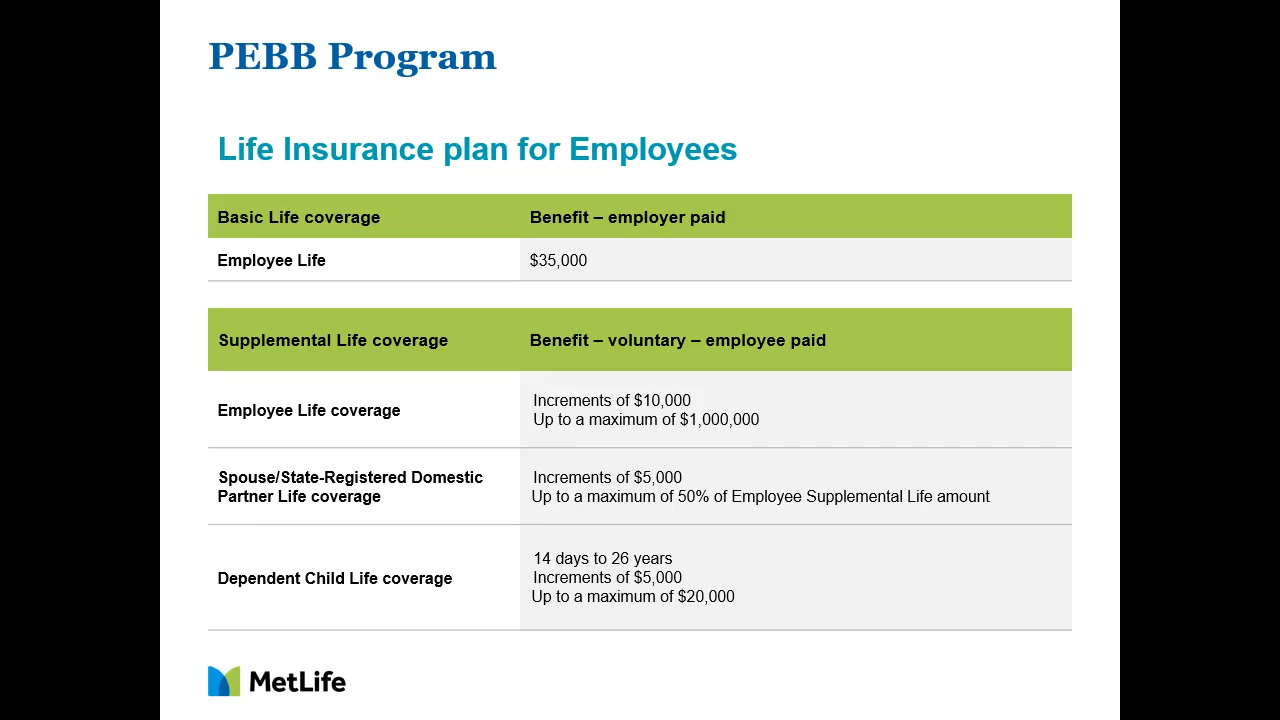 PEBB Program
Life Insurance plan for Employees
Basic Life coverage
Benefit – employer paid
Employee Life
$35,000
Supplemental Life coverage
Benefit – voluntary – employee paid
Employee Life coverage
Increments of $10,000
Up to a maximum of $1,000,000
Spouse/State-Registered Domestic
Partner Life coverage
Increments of $5,000
Up to a maximum of 50% of Employee Supplemental Life amount
Dependent Child Life coverage
14 days to 26 years
Increments of $5,000
Up to a maximum of $20,000
MetLife